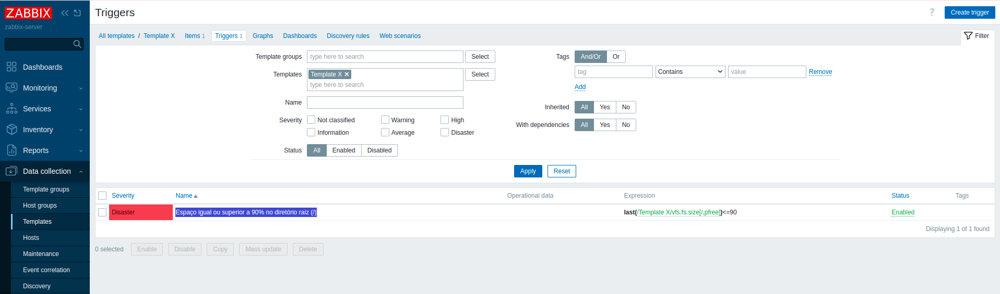 ZABBIX
zabbix-server
Dashboards
Monitoring
Services
Inventory
Reports
Data collection
Template groups
Host groups
Templates
Hosts
Maintenance
Event correlation
Discovery
Triggers
? Create trigger
All templates / Template X Items 1 Triggers 1 Graphs Dashboards Discovery rules Web scenarios
Filter
Template groups type here to search Select
Templates Template X Select
type here to search
Name
Severity Not classified Warning High
Information Average Disaster
Status All Enabled Disabled
Tags And/Or Or
tag Contains value Remove
Add
Inherited All Yes No
With dependencies All Yes No
Apply Reset
Severity Name Operational data Expression Status Tags
Disaster Espaço igual ou superior a 90% no diretório raiz (/) last(/Template X/vfs.fs.size[/,pfree])<=90 Enabled
Displaying 1 of 1 found
0 selected Enable Disable Copy Mass update Delete